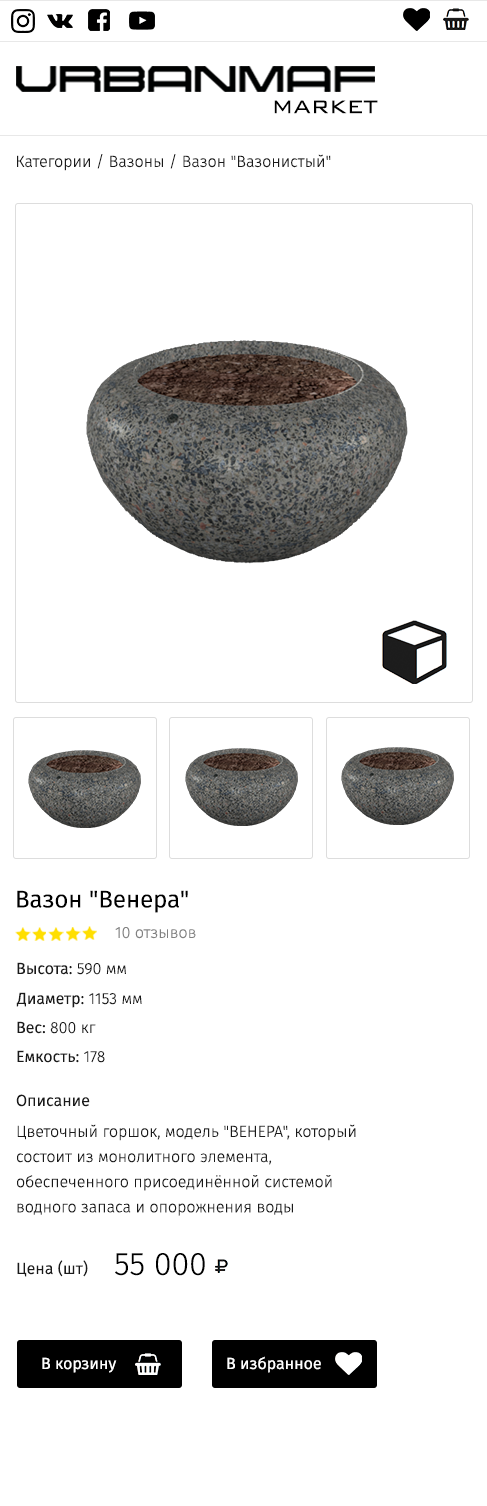 URBANMAF
MARKET
Категории / Вазоны / Вазон "Вазонистый"
Вазон "Венера"
10 отзывов
Высота: 590 мм
Диаметр: 1153 мм
Вес: 800 кг
Емкость: 178
Описание
Цветочный горшок, модель "ВЕНЕРА", который
состоит из монолитного элемента,
обеспеченного присоединённой системой
водного запаса и опорожнения воды
Цена (шт) 55 000 ₽
В корзину
В избранное